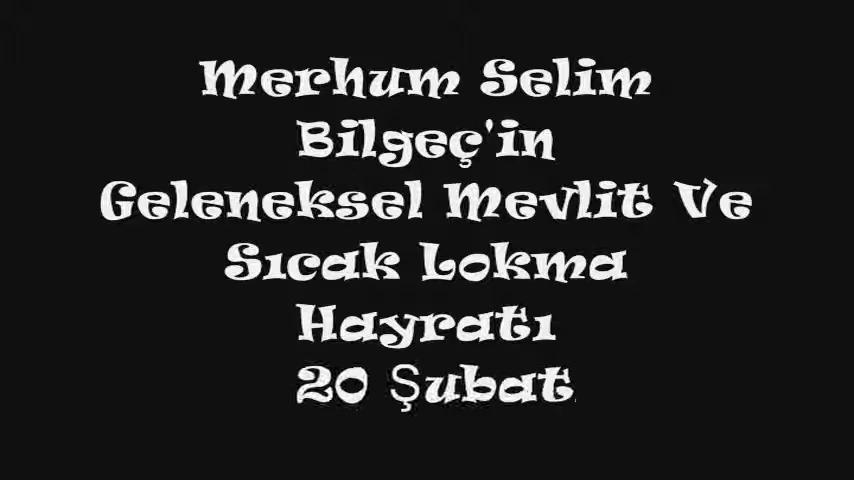 Merhum Selim
Bilgeç'in
Geleneksel Mevlit Ve
Sıcak Lokma
Hayratı
20 Şubat